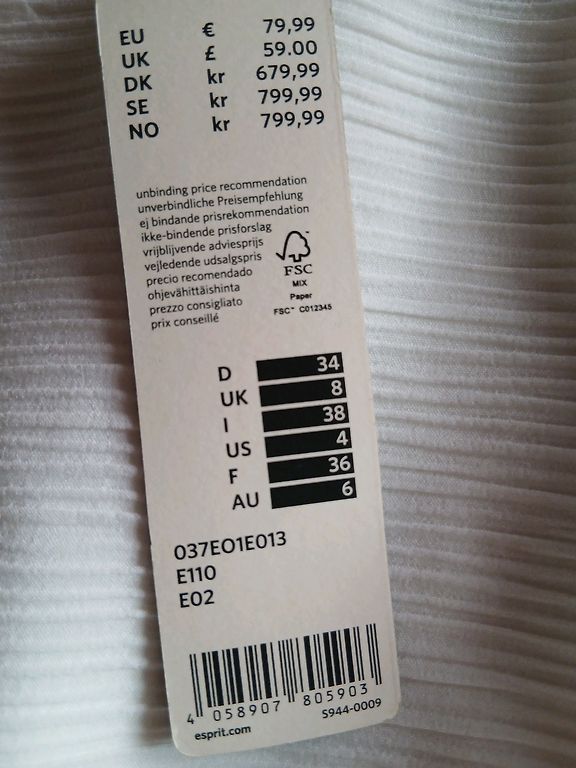 EU € 79,99
UK £ 59.00
DK kr 679,99
SE kr 799,99
NO kr 799,99
unbinding price recommendation
unverbindliche Preisempfehlung
ej bindande prisrekommendation
ikke-bindende prisforslag
vrijblijvende adviesprijs
vejledende udsalgspris
precio recomendado
ohjevähittäishinta
prezzo consigliato
prix conseillé
FSC
MIX
Paper
FSC™ C012345
D 34
UK 8
I 38
US 4
F 36
AU 6
037EO1E013
E110
E02
4 058907 805903
esprit.com
S944-0009